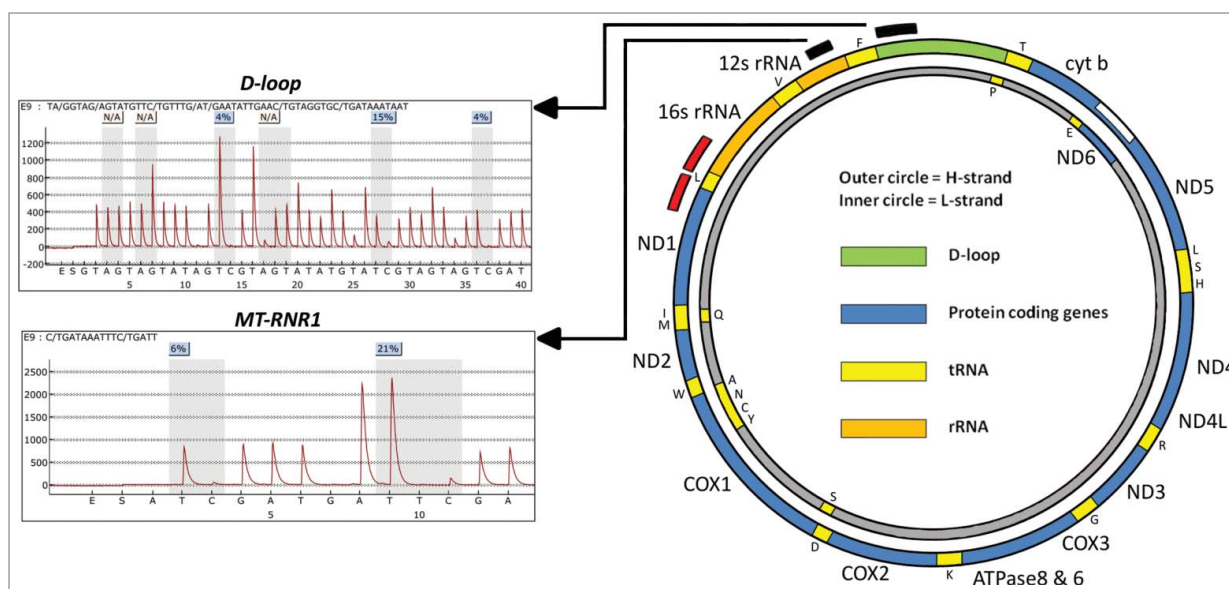 D-loop
E9 : TA/GGTAG/AGTATGTTC/TGTTTG/AT/GAATATTGAAC/TGTAGGTGC/TGATAAATAAT
N/A N/A 4% N/A 15% 4%
1200
1000
800
600
400
200
0
-200
E S G T A G T A G T A T A G T C G T A G T A T A T G T A T C G T A G T A G T C G A T
5 10 15 20 25 30 35 40
MT-RNR1
E9 : C/TGATAAATTTC/TGATT
6% 21%
2500
2000
1500
1000
500
0
E S A T C G A T G A T T C G A
5 10
F
T
12s rRNA
cyt b
V
P
16s rRNA
E
ND6
L
Outer circle = H-strand
Inner circle = L-strand
ND5
ND1
D-loop
L
S
H
I
M
Q
Protein coding genes
ND2
ND4
W
A
N
C
Y
tRNA
ND4L
R
rRNA
COX1
ND3
S
G
D
COX3
COX2
K
ATPase8 & 6